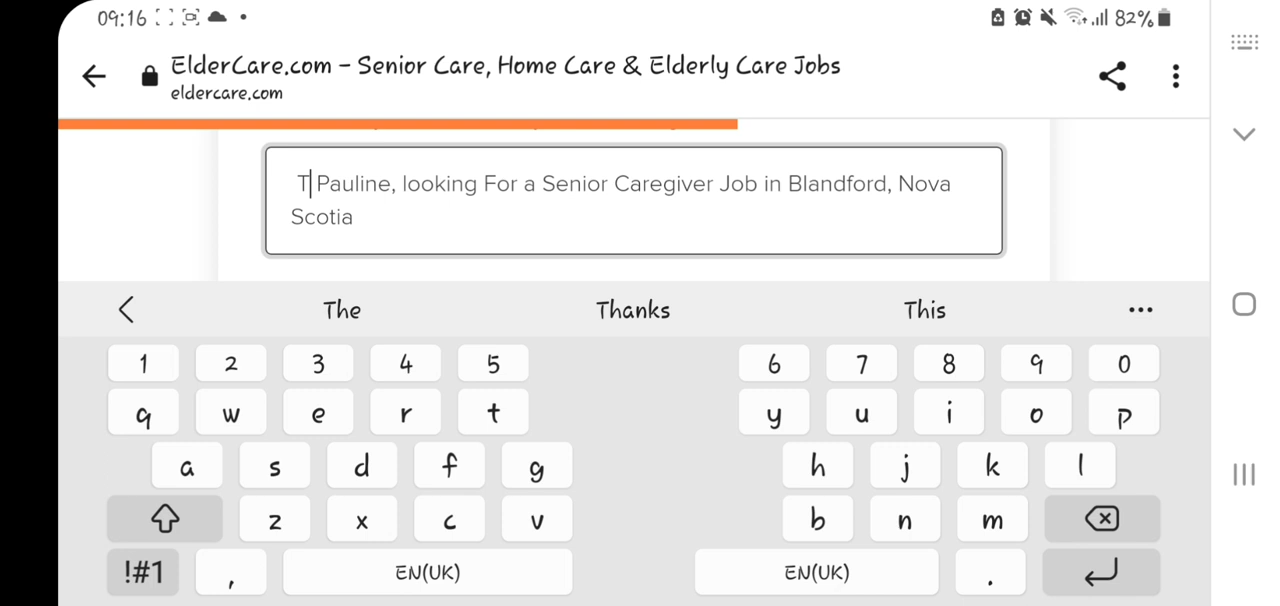 09:16 82%
ElderCare.com – Senior Care, Home Care & Elderly Care Jobs
eldercare.com
T Pauline, looking For a Senior Caregiver Job in Blandford, Nova
Scotia
The Thanks This
1 2 3 4 5 6 7 8 9 0
q w e r t y u i o p
a s d f g h j k l
z x c v b n m
!#1 , EN(UK) EN(UK) .